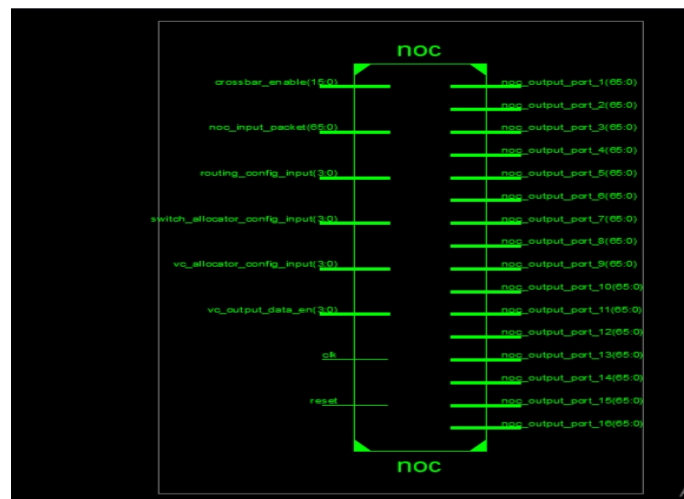 noc
crossbar_enable(15:0)
noc_input_packet(65:0)
routing_config_input(3:0)
switch_allocator_config_input(3:0)
vc_allocator_config_input(3:0)
vc_output_data_en(3:0)
clk
reset
noc_output_port_1(65:0)
noc_output_port_2(65:0)
noc_output_port_3(65:0)
noc_output_port_4(65:0)
noc_output_port_5(65:0)
noc_output_port_6(65:0)
noc_output_port_7(65:0)
noc_output_port_8(65:0)
noc_output_port_9(65:0)
noc_output_port_10(65:0)
noc_output_port_11(65:0)
noc_output_port_12(65:0)
noc_output_port_13(65:0)
noc_output_port_14(65:0)
noc_output_port_15(65:0)
noc_output_port_16(65:0)
noc